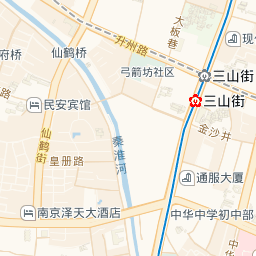 大板巷
仙鹤桥
升州路
现
府桥
弓箭坊社区
三山街
三山街
民安宾馆
金沙井
仙鹤街
秦淮河
皇册路
通服大厦
南京泽天大酒店
中华中学初中部
中华